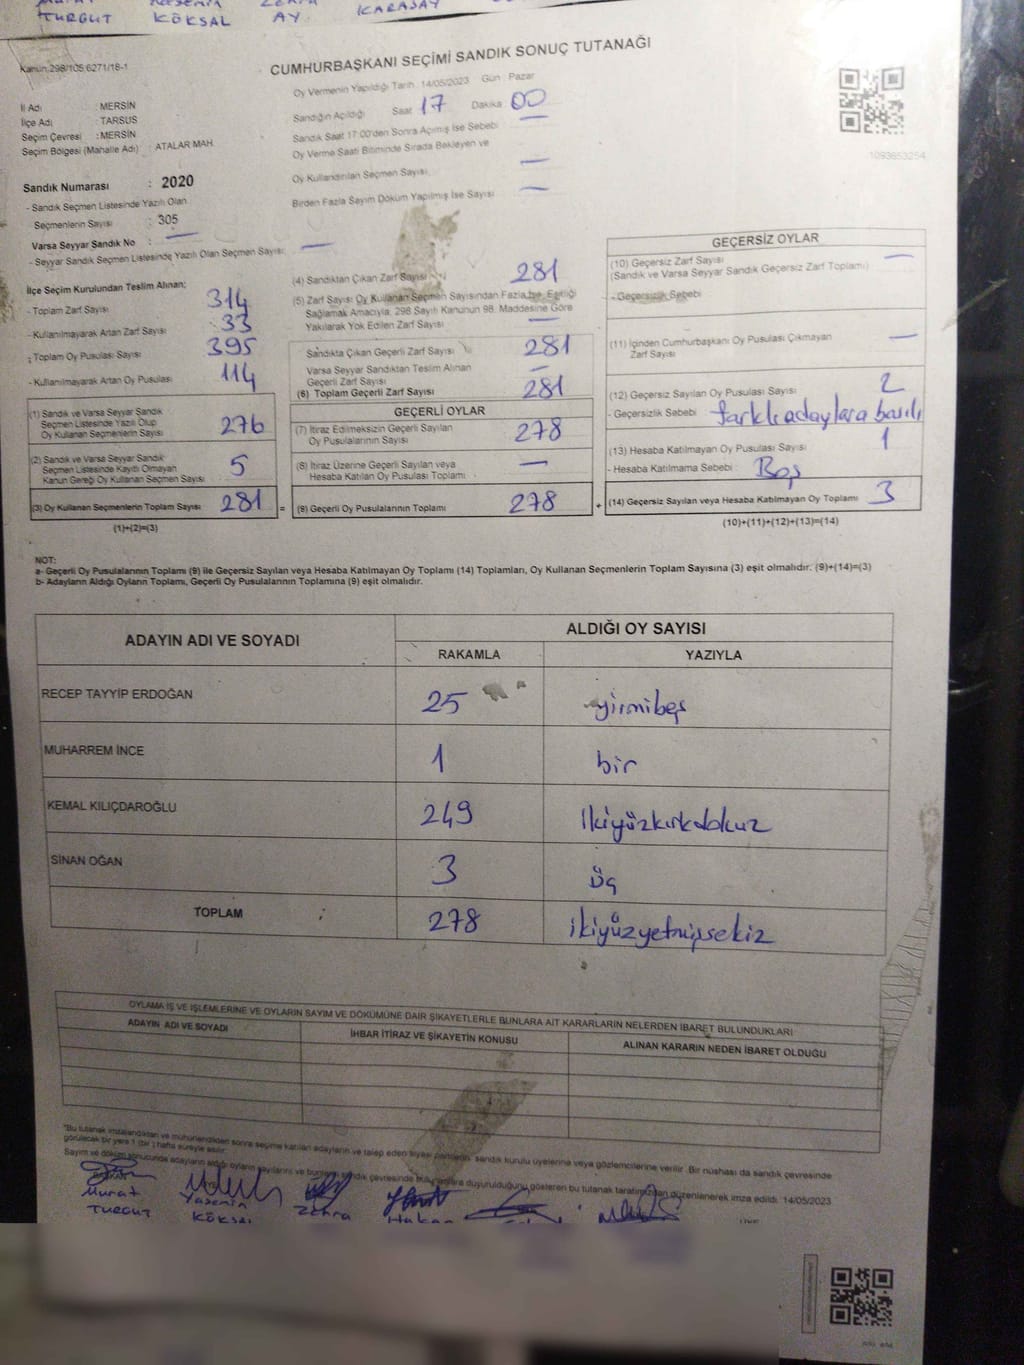 TURGUT KÖKSAL AY. KARASAY
Kanun:298/105 6271/18-1
CUMHURBAŞKANI SEÇİMİ SANDIK SONUÇ TUTANAĞI
İl Adı : MERSİN
İlçe Adı : TARSUS
Seçim Çevresi : MERSİN
Seçim Bölgesi (Mahalle Adı) : ATALAR MAH.
Oy Vermenin Yapıldığı Tarih : 14/05/2023 Gün : Pazar
Sandığın Açıldığı Saat 17 Dakika 00
Sandık Saat 17:00'den Sonra Açılmış İse Sebebi —
Oy Verme Saati Bitiminde Sırada Bekleyen ve
Oy Kullandırılan Seçmen Sayısı —
Birden Fazla Sayım Döküm Yapılmış İse Sayısı —
1093653254
Sandık Numarası : 2020
- Sandık Seçmen Listesinde Yazılı Olan
Seçmenlerin Sayısı : 305
Varsa Seyyar Sandık No : —
- Seyyar Sandık Seçmen Listesinde Yazılı Olan Seçmen Sayısı: —
İlçe Seçim Kurulundan Teslim Alınan:
- Toplam Zarf Sayısı 314
- Kullanılmayarak Artan Zarf Sayısı 33
- Toplam Oy Pusulası Sayısı 395
- Kullanılmayarak Artan Oy Pusulası 114
(1) Sandık ve Varsa Seyyar Sandık
Seçmen Listesinde Yazılı Olup
Oy Kullanan Seçmenlerin Sayısı 276
(2) Sandık ve Varsa Seyyar Sandık
Seçmen Listesinde Kayıtlı Olmayan
Kanun Gereği Oy Kullanan Seçmen Sayısı 5
(3) Oy Kullanan Seçmenlerin Toplam Sayısı 281 =
(1)+(2)=(3)
(4) Sandıktan Çıkan Zarf Sayısı 281
(5) Zarf Sayısı Oy Kullanan Seçmen Sayısından Fazla İse, Eşitliği
Sağlamak Amacıyla, 298 Sayılı Kanunun 98. Maddesine Göre
Yakılarak Yok Edilen Zarf Sayısı —
Sandıkta Çıkan Geçerli Zarf Sayısı 281
Varsa Seyyar Sandıktan Teslim Alınan
Geçerli Zarf Sayısı —
(6) Toplam Geçerli Zarf Sayısı 281
GEÇERLİ OYLAR
(7) İtiraz Edilmeksizin Geçerli Sayılan
Oy Pusulalarının Sayısı 278
(8) İtiraz Üzerine Geçerli Sayılan veya
Hesaba Katılan Oy Pusulası Toplamı —
(9) Geçerli Oy Pusulalarının Toplamı 278 +
GEÇERSİZ OYLAR
(10) Geçersiz Zarf Sayısı —
(Sandık ve Varsa Seyyar Sandık Geçersiz Zarf Toplamı)
- Geçersizlik Sebebi
(11) İçinden Cumhurbaşkanı Oy Pusulası Çıkmayan
Zarf Sayısı —
(12) Geçersiz Sayılan Oy Pusulası Sayısı 2
- Geçersizlik Sebebi farklı adaylara basılı
(13) Hesaba Katılmayan Oy Pusulası Sayısı 1
- Hesaba Katılmama Sebebi : Boş
(14) Geçersiz Sayılan veya Hesaba Katılmayan Oy Toplamı 3
(10)+(11)+(12)+(13)=(14)
NOT:
a- Geçerli Oy Pusulalarının Toplamı (9) ile Geçersiz Sayılan veya Hesaba Katılmayan Oy Toplamı (14) Toplamları, Oy Kullanan Seçmenlerin Toplam Sayısına (3) eşit olmalıdır. (9)+(14)=(3)
b- Adayların Aldığı Oyların Toplamı, Geçerli Oy Pusulalarının Toplamına (9) eşit olmalıdır.
ADAYIN ADI VE SOYADI ALDIĞI OY SAYISI
RAKAMLA YAZIYLA
RECEP TAYYİP ERDOĞAN 25 yirmibeş
MUHARREM İNCE 1 bir
KEMAL KILIÇDAROĞLU 249 ikiyüzkırkdokuz
SİNAN OĞAN 3 üç
TOPLAM 278 ikiyüzyetmişsekiz
OYLAMA İŞ VE İŞLEMLERİNE VE OYLARIN SAYIM VE DÖKÜMÜNE DAİR ŞİKAYETLERLE BUNLARA AİT KARARLARIN NELERDEN İBARET BULUNDUKLARI
ADAYIN ADI VE SOYADI İHBAR İTİRAZ VE ŞİKAYETİN KONUSU ALINAN KARARIN NEDEN İBARET OLDUĞU
"Bu tutanak imzalandıktan ve mühürlendikten sonra seçime katılan adayların ve talep eden siyasi partilerin sandık kurulu üyelerine veya gözlemcilerine verilir. Bir nüshası da sandık çevresinde
görülecek bir yere 1 (bir) hafta süreyle asılır.
Sayım ve döküm sonucunda adayların aldığı oyların sayılarını ve bunların sandık çevresinde duyurulduğunu gösteren bu tutanak tarafımızdan düzenlenerek imza edildi. 14/05/2023
Murat Yasemin Zehra Hakan
TURGUT KÖKSAL